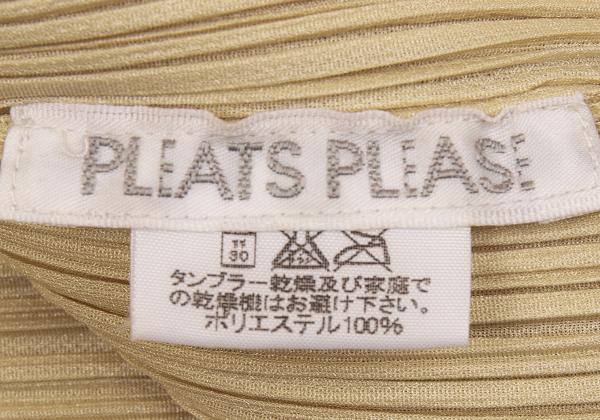 PLEATS PLEASE
30
タンブラー乾燥及び家庭で
の乾燥機はお避け下さい。
ポリエステル100%